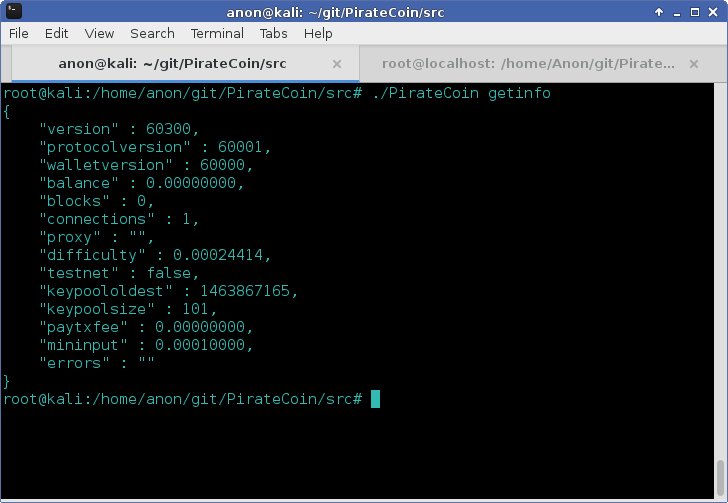 anon@kali: ~/git/PirateCoin/src
File Edit View Search Terminal Tabs Help
anon@kali: ~/git/PirateCoin/src × root@localhost: /home/Anon/git/Pirate... ×
root@kali:/home/anon/git/PirateCoin/src# ./PirateCoin getinfo
{
    "version" : 60300,
    "protocolversion" : 60001,
    "walletversion" : 60000,
    "balance" : 0.00000000,
    "blocks" : 0,
    "connections" : 1,
    "proxy" : "",
    "difficulty" : 0.00024414,
    "testnet" : false,
    "keypoololdest" : 1463867165,
    "keypoolsize" : 101,
    "paytxfee" : 0.00000000,
    "mininput" : 0.00010000,
    "errors" : ""
}
root@kali:/home/anon/git/PirateCoin/src#